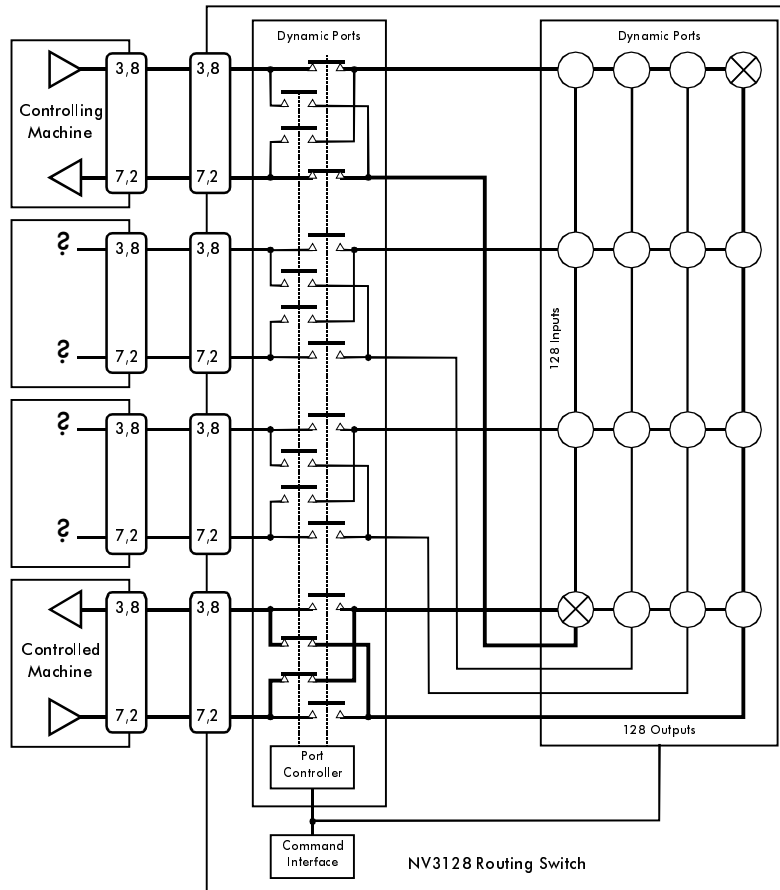 Dynamic Ports
Dynamic Ports
3,8
3,8
Controlling
Machine
7,2
7,2
?
3,8
3,8
128 Inputs
?
7,2
7,2
?
3,8
3,8
?
7,2
7,2
3,8
3,8
Controlled
Machine
7,2
7,2
128 Outputs
Port
Controller
Command
Interface
NV3128 Routing Switch